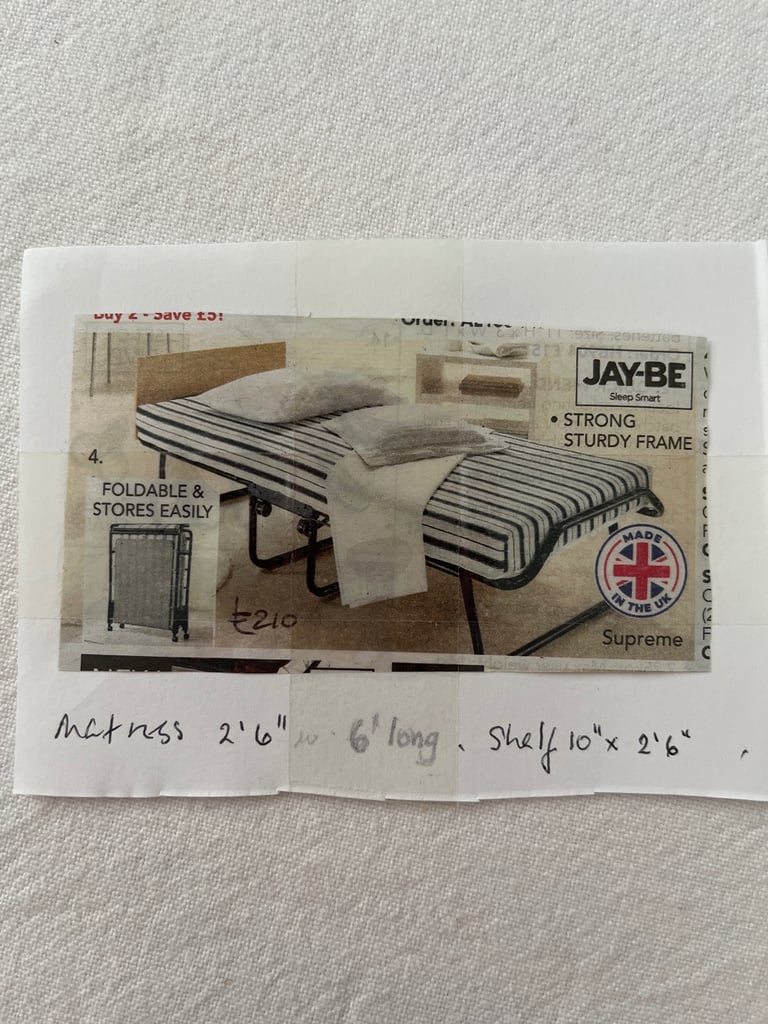 Buy 2 - Save £5!
Order:
JAY-BE
Sleep Smart
• STRONG
STURDY FRAME
4.
FOLDABLE &
STORES EASILY
MADE
IN THE UK
£210
Supreme
Matress 2'6" w 6' long. Shelf 10" x 2'6"